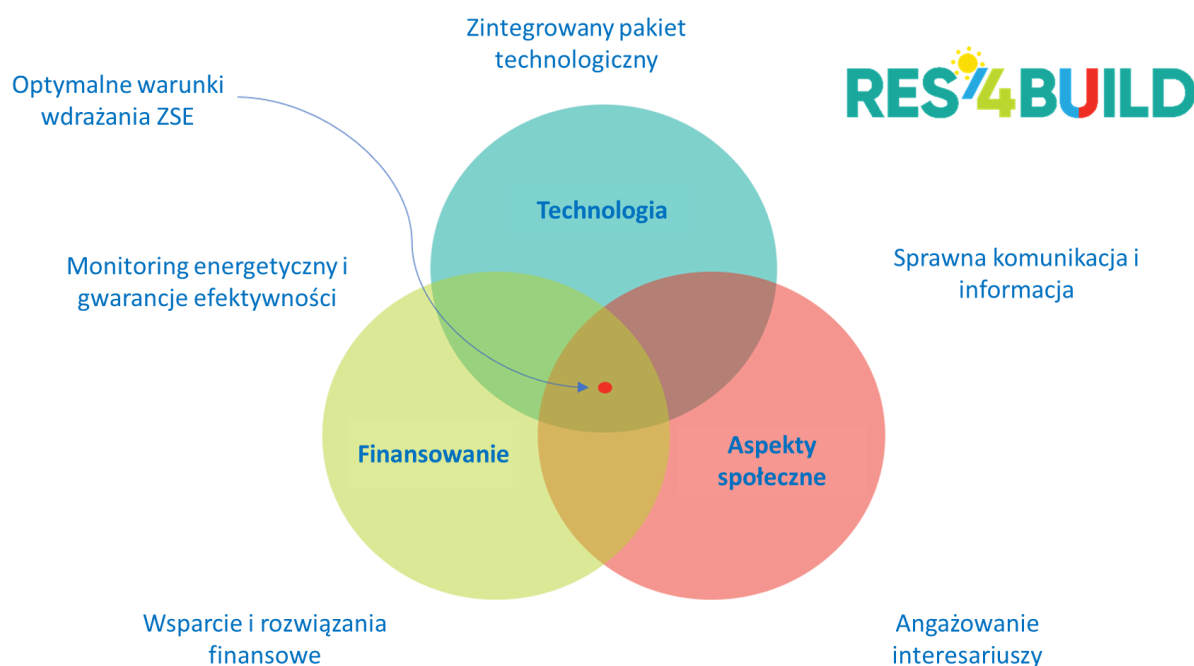 Zintegrowany pakiet
technologiczny
RES4BUILD
Optymalne warunki
wdrażania ZSE
Technologia
Monitoring energetyczny i
gwarancje efektywności
Sprawna komunikacja i
informacja
Finansowanie
Aspekty
społeczne
Wsparcie i rozwiązania
finansowe
Angażowanie
interesariuszy